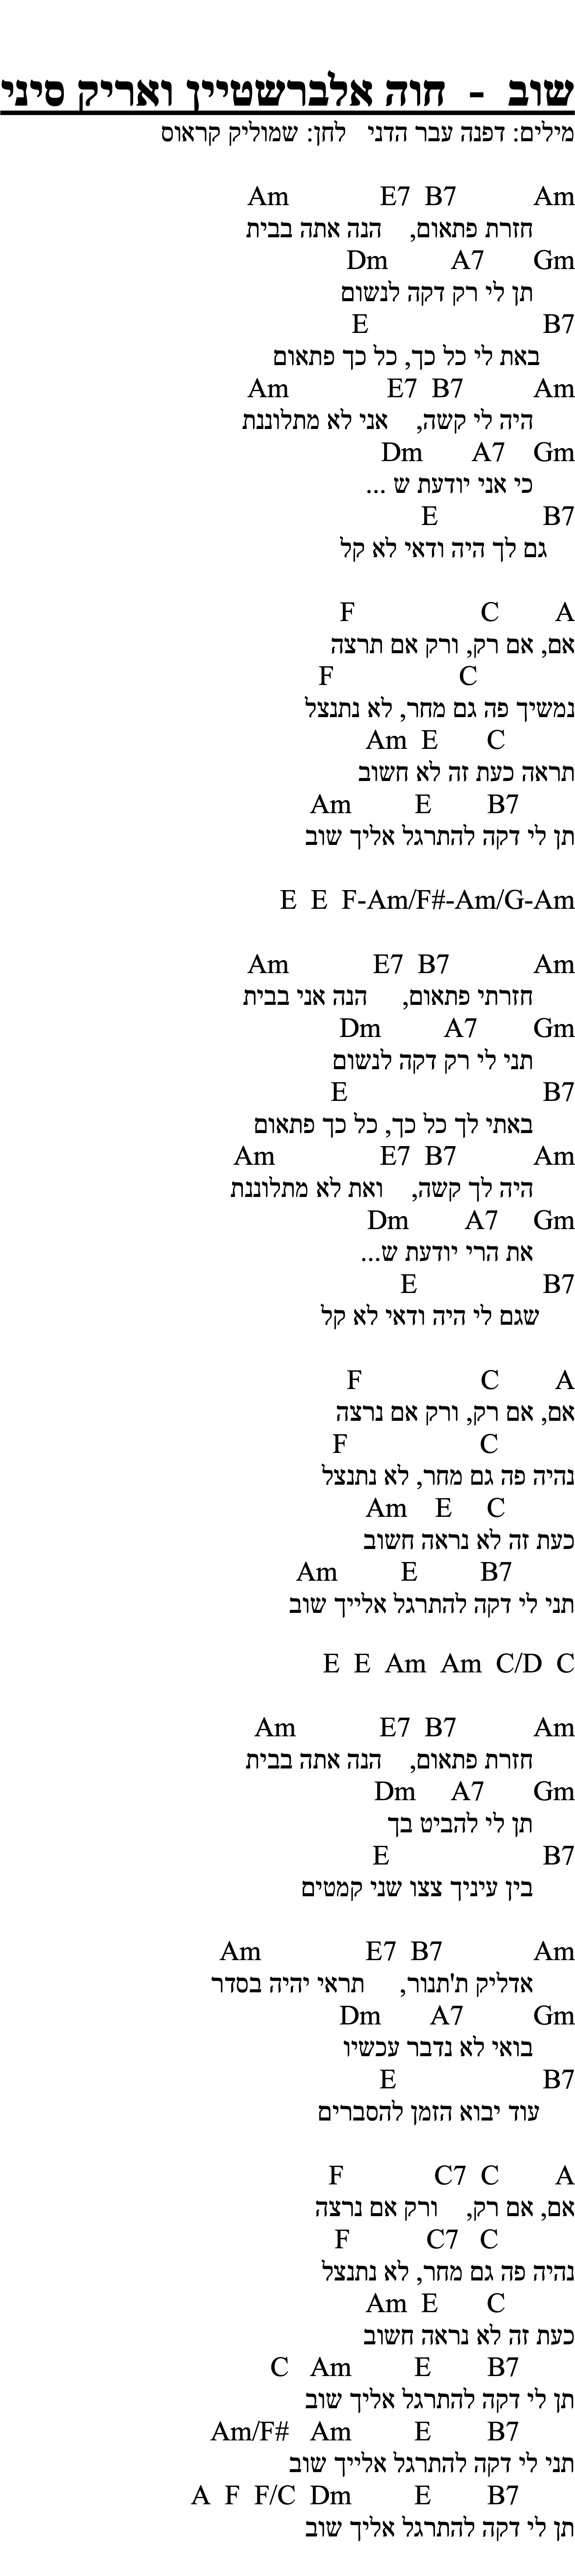 שוב - חוה אלברשטיין ואריק סיני
מילים: דפנה עבר הדני לחן: שמוליק קראוס
Am E7 B7 Am
חזרת פתאום, הנה אתה בבית
Dm A7 Gm
תן לי רק דקה לנשום
E B7
באת לי כל כך, כל כך פתאום
Am E7 B7 Am
היה לי קשה, אני לא מתלוננת
Dm A7 Gm
כי אני יודעת ש ...
E B7
גם לך היה ודאי לא קל
F C A
אם, אם רק, ורק אם תרצה
F C
נמשיך פה גם מחר, לא נתנצל
Am E C
תראה כעת זה לא חשוב
Am E B7
תן לי דקה להתרגל אליך שוב
E E F-Am/F#-Am/G-Am
Am E7 B7 Am
חזרתי פתאום, הנה אני בבית
Dm A7 Gm
תני לי רק דקה לנשום
E B7
באתי לך כל כך, כל כך פתאום
Am E7 B7 Am
היה לך קשה, ואת לא מתלוננת
Dm A7 Gm
את הרי יודעת ש...
E B7
שגם לי היה ודאי לא קל
F C A
אם, אם רק, ורק אם נרצה
F C
נהיה פה גם מחר, לא נתנצל
Am E C
כעת זה לא נראה חשוב
Am E B7
תני לי דקה להתרגל אלייך שוב
E E Am Am C/D C
Am E7 B7 Am
חזרת פתאום, הנה אתה בבית
Dm A7 Gm
תן לי להביט בך
E B7
בין עיניך צצו שני קמטים
Am E7 B7 Am
אדליק ת'תנור, תראי יהיה בסדר
Dm A7 Gm
בואי לא נדבר עכשיו
E B7
עוד יבוא הזמן להסברים
F C7 C A
אם, אם רק, ורק אם נרצה
F C7 C
נהיה פה גם מחר, לא נתנצל
Am E C
כעת זה לא נראה חשוב
C Am E B7
תן לי דקה להתרגל אליך שוב
Am/F# Am E B7
תני לי דקה להתרגל אלייך שוב
A F F/C Dm E B7
תן לי דקה להתרגל אליך שוב